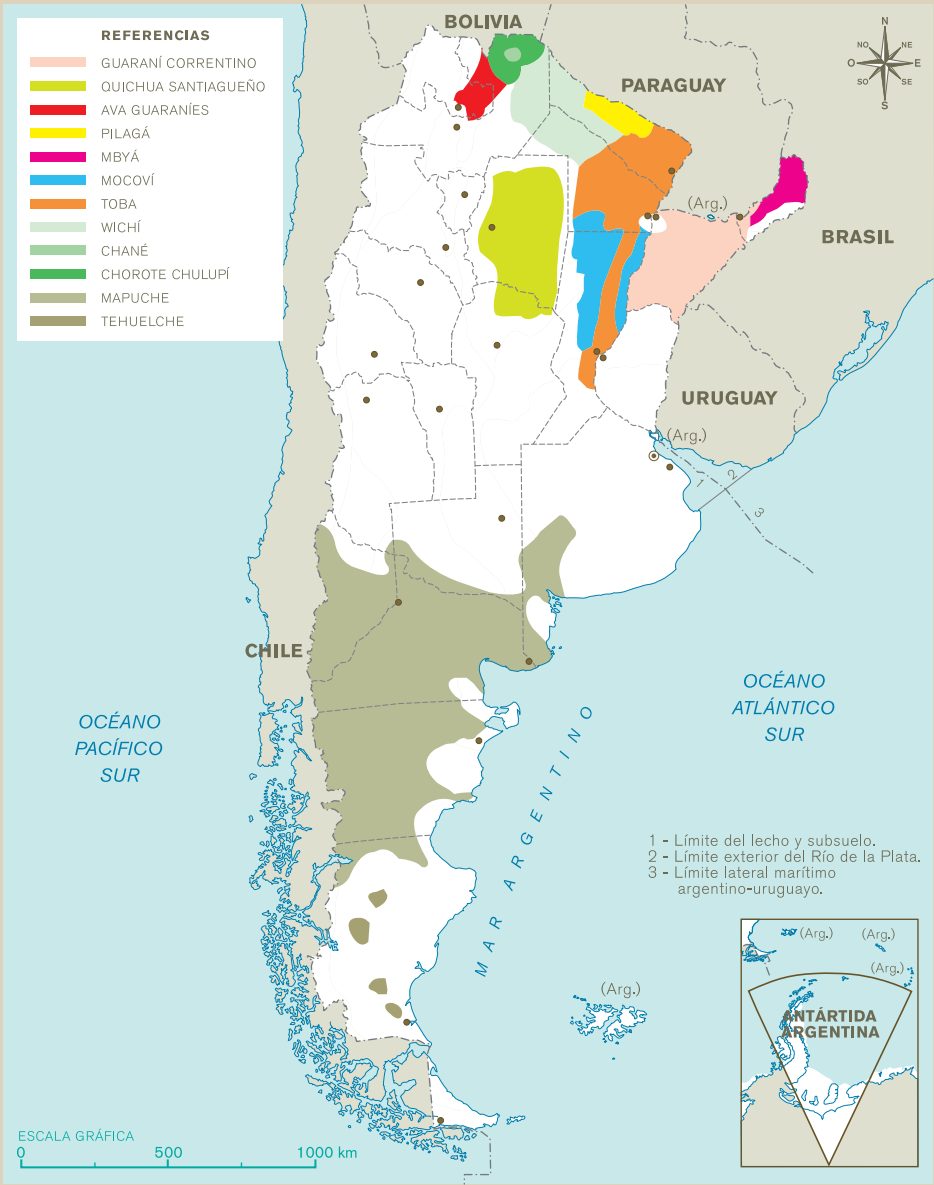 REFERENCIAS
GUARANÍ CORRENTINO
QUICHUA SANTIAGUEÑO
AVA GUARANÍES
PILAGÁ
MBYÁ
MOCOVÍ
TOBA
WICHÍ
CHANÉ
CHOROTE CHULUPÍ
MAPUCHE
TEHUELCHE
BOLIVIA
PARAGUAY
N
NO
NE
O
E
SO
SE
S
(Arg.)
BRASIL
URUGUAY
(Arg.)
1
2
3
CHILE
OCÉANO
PACÍFICO
SUR
OCÉANO
ATLÁNTICO
SUR
MAR ARGENTINO
1 - Límite del lecho y subsuelo.
2 - Límite exterior del Río de la Plata.
3 - Límite lateral marítimo
argentino-uruguayo.
(Arg.)
(Arg.)
(Arg.)
(Arg.)
ANTÁRTIDA
ARGENTINA
ESCALA GRÁFICA
0
500
1000 km